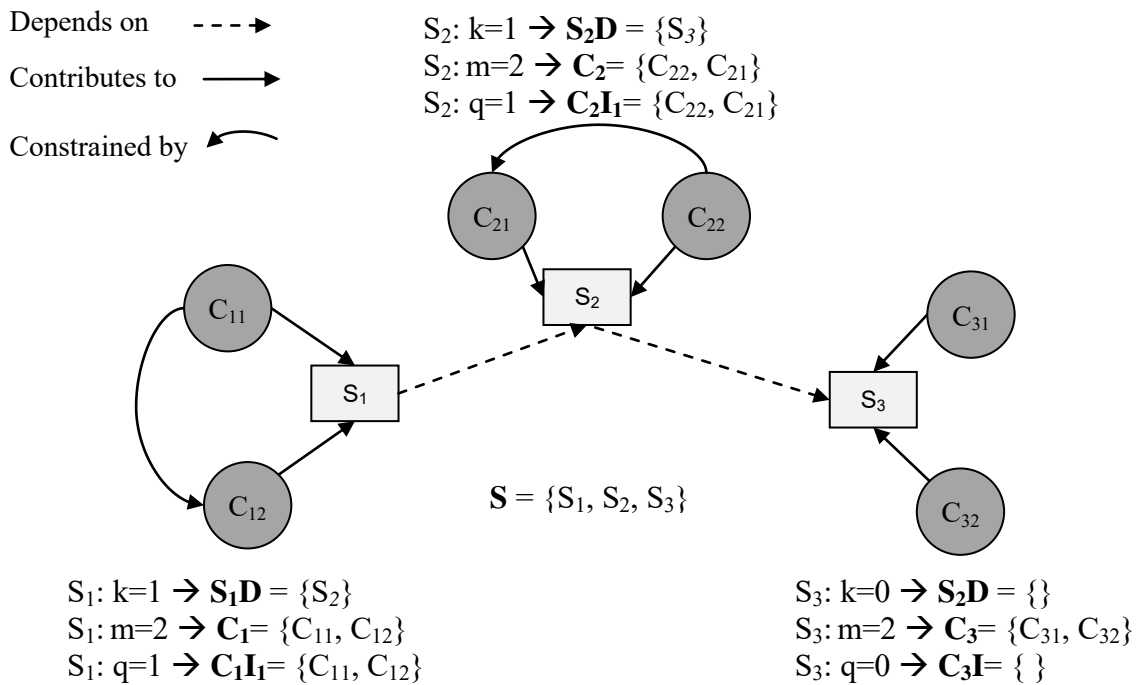 Depends on
Contributes to
Constrained by
S₂: k=1 → S₂D = {S₃}
S₂: m=2 → C₂= {C₂₂, C₂₁}
S₂: q=1 → C₂I₁= {C₂₂, C₂₁}
C₂₁
C₂₂
S₂
C₁₁
C₃₁
S₁
S₃
C₁₂
S = {S₁, S₂, S₃}
C₃₂
S₁: k=1 → S₁D = {S₂}
S₁: m=2 → C₁= {C₁₁, C₁₂}
S₁: q=1 → C₁I₁= {C₁₁, C₁₂}
S₃: k=0 → S₂D = {}
S₃: m=2 → C₃= {C₃₁, C₃₂}
S₃: q=0 → C₃I= { }